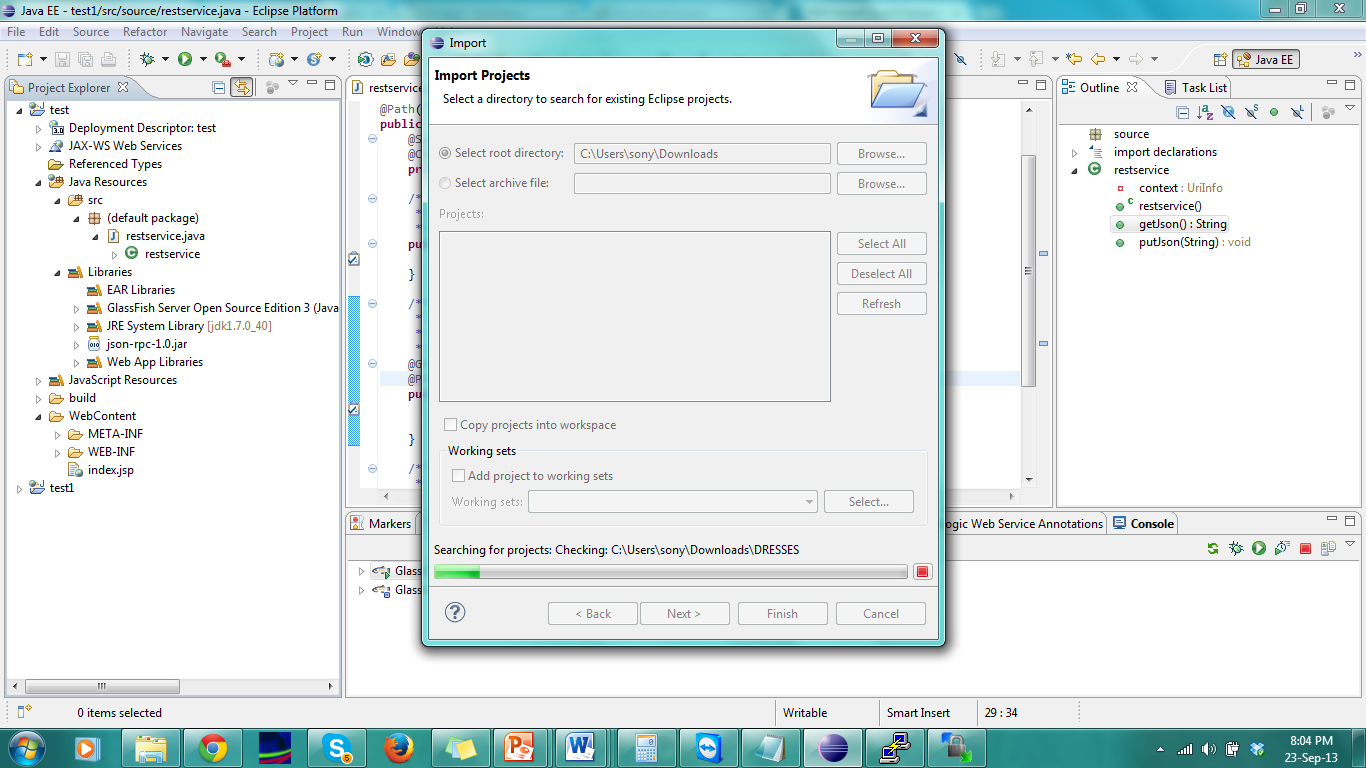 Java EE - test1/src/source/restservice.java - Eclipse Platform
File Edit Source Refactor Navigate Search Project Run Window
Java EE
Project Explorer
test
Deployment Descriptor: test
JAX-WS Web Services
Referenced Types
Java Resources
src
(default package)
restservice.java
restservice
Libraries
EAR Libraries
GlassFish Server Open Source Edition 3 (Java
JRE System Library [jdk1.7.0_40]
json-rpc-1.0.jar
Web App Libraries
JavaScript Resources
build
WebContent
META-INF
WEB-INF
index.jsp
test1
restservice
@Path(
public
@S
@C
pr
/*
*
*
pu
}
/*
*
*
*
@G
@P
pu
}
/*
*
Import
Import Projects
Select a directory to search for existing Eclipse projects.
Select root directory: C:\Users\sony\Downloads Browse...
Select archive file: Browse...
Projects:
Select All
Deselect All
Refresh
Copy projects into workspace
Working sets
Add project to working sets
Working sets: Select...
Searching for projects: Checking: C:\Users\sony\Downloads\DRESSES
< Back Next > Finish Cancel
Outline Task List
source
import declarations
restservice
context : UriInfo
restservice()
getJson() : String
putJson(String) : void
Markers ogic Web Service Annotations Console
Glass
Glass
0 items selected Writable Smart Insert 29 : 34
8:04 PM
23-Sep-13